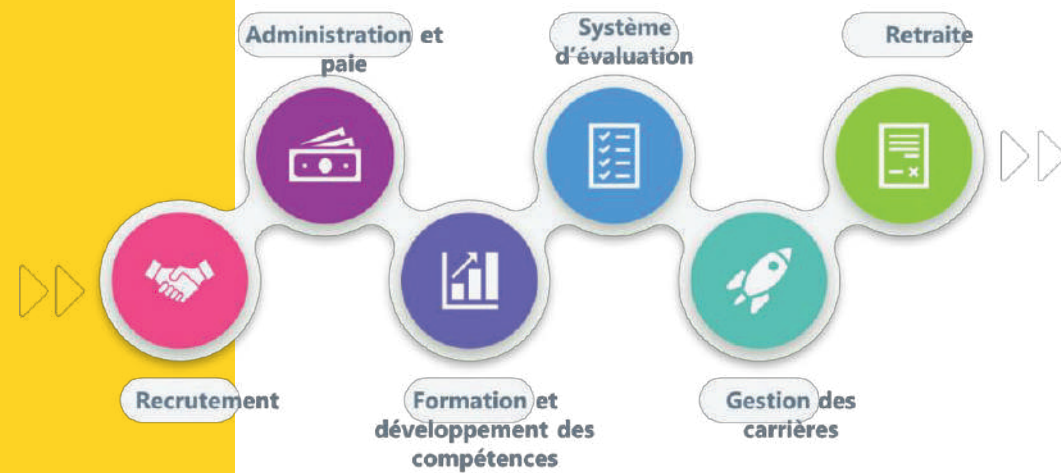 Administration et
paie
Système
d'évaluation
Retraite
Recrutement
Formation et
développement des
compétences
Gestion des
carrières